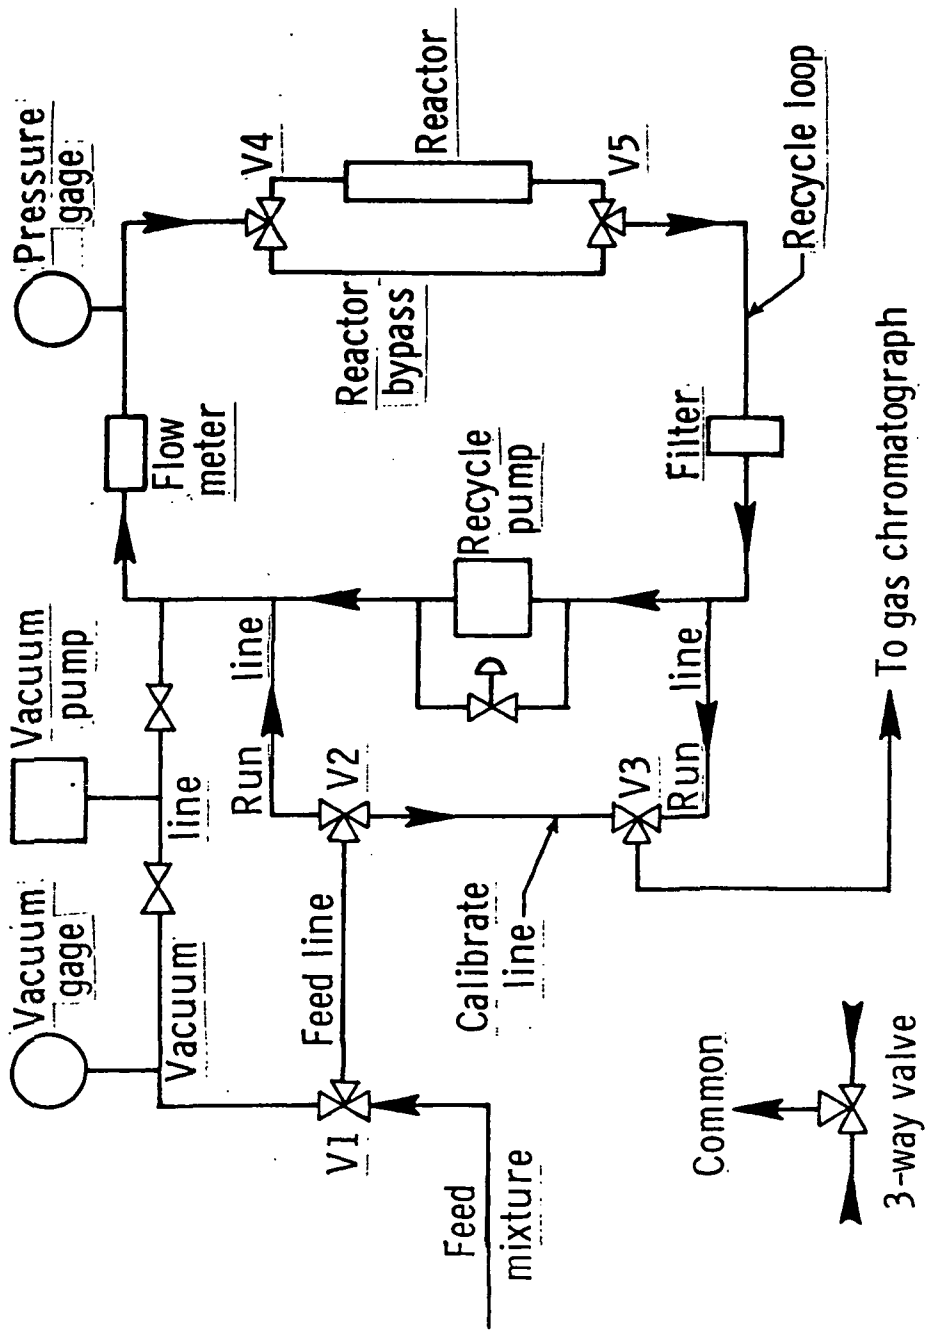 Vacuum
gage
Vacuum
pump
Pressure
gage
Vacuum
line
Flow
meter
V4
Reactor
Run
line
V2
Reactor
bypass
V1
Feed line
Recycle
pump
V5
Calibrate
line
V3
Run
line
Filter
Recycle loop
Feed
mixture
Common
3-way valve
To gas chromatograph